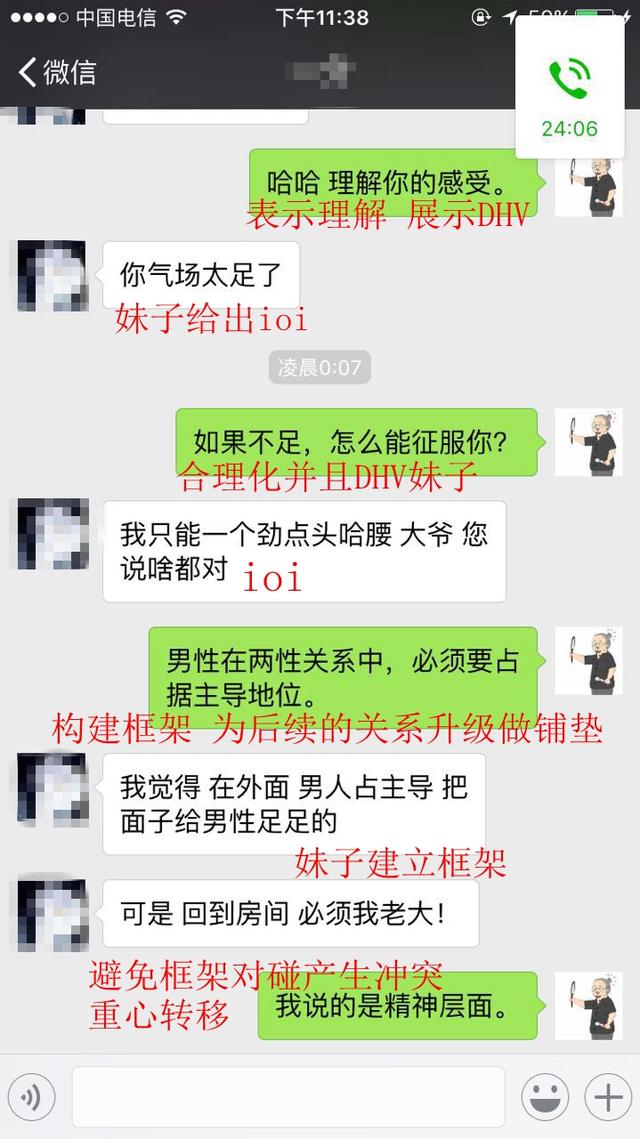 中国电信 下午11:38
微信
24:06
哈哈 理解你的感受。
表示理解 展示DHV
你气场太足了
妹子给出ioi
凌晨0:07
如果不足，怎么能征服你？
合理化并且DHV妹子
我只能一个劲点头哈腰 大爷 您
说啥都对
ioi
男性在两性关系中，必须要占
据主导地位。
构建框架 为后续的关系升级做铺垫
我觉得 在外面 男人占主导 把
面子给男性足足的
妹子建立框架
可是 回到房间 必须我老大！
避免框架对碰产生冲突
重心转移
我说的是精神层面。